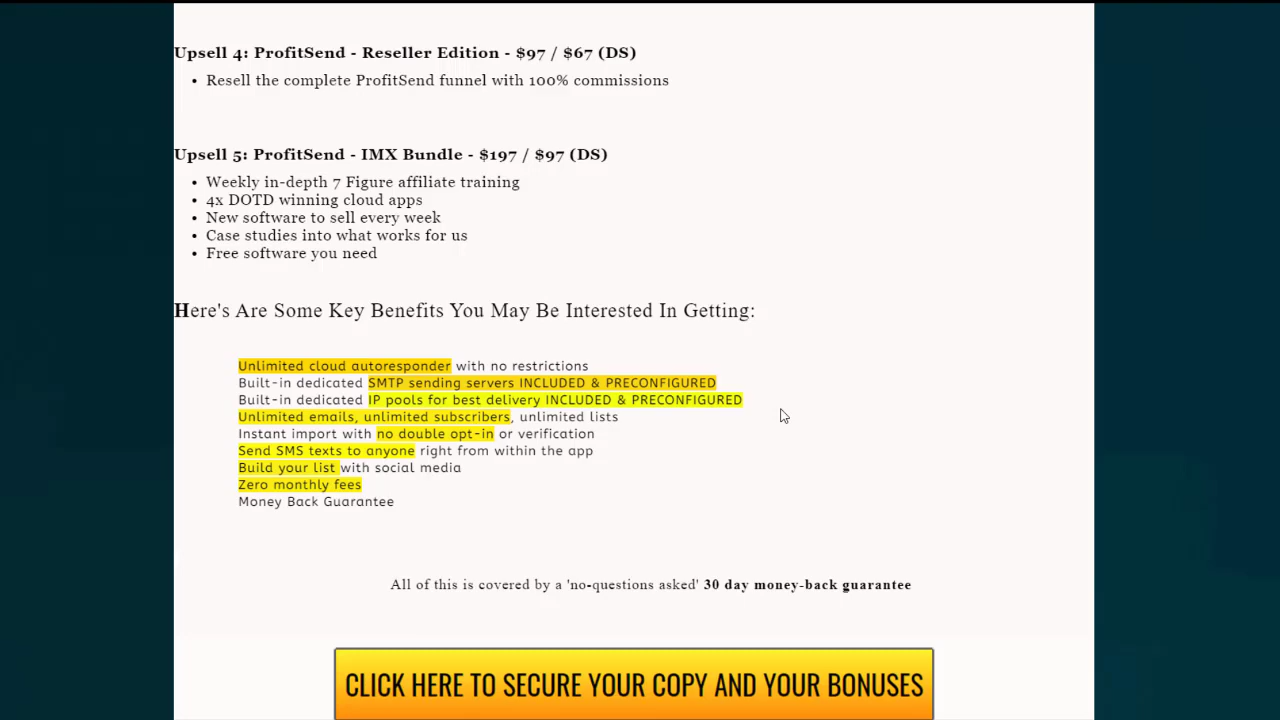 Upsell 4: ProfitSend - Reseller Edition - $97 / $67 (DS)
• Resell the complete ProfitSend funnel with 100% commissions
Upsell 5: ProfitSend - IMX Bundle - $197 / $97 (DS)
• Weekly in-depth 7 Figure affiliate training
• 4x DOTD winning cloud apps
• New software to sell every week
• Case studies into what works for us
• Free software you need
Here's Are Some Key Benefits You May Be Interested In Getting:
Unlimited cloud autoresponder with no restrictions
Built-in dedicated SMTP sending servers INCLUDED & PRECONFIGURED
Built-in dedicated IP pools for best delivery INCLUDED & PRECONFIGURED
Unlimited emails, unlimited subscribers, unlimited lists
Instant import with no double opt-in or verification
Send SMS texts to anyone right from within the app
Build your list with social media
Zero monthly fees
Money Back Guarantee
All of this is covered by a 'no-questions asked' 30 day money-back guarantee
CLICK HERE TO SECURE YOUR COPY AND YOUR BONUSES